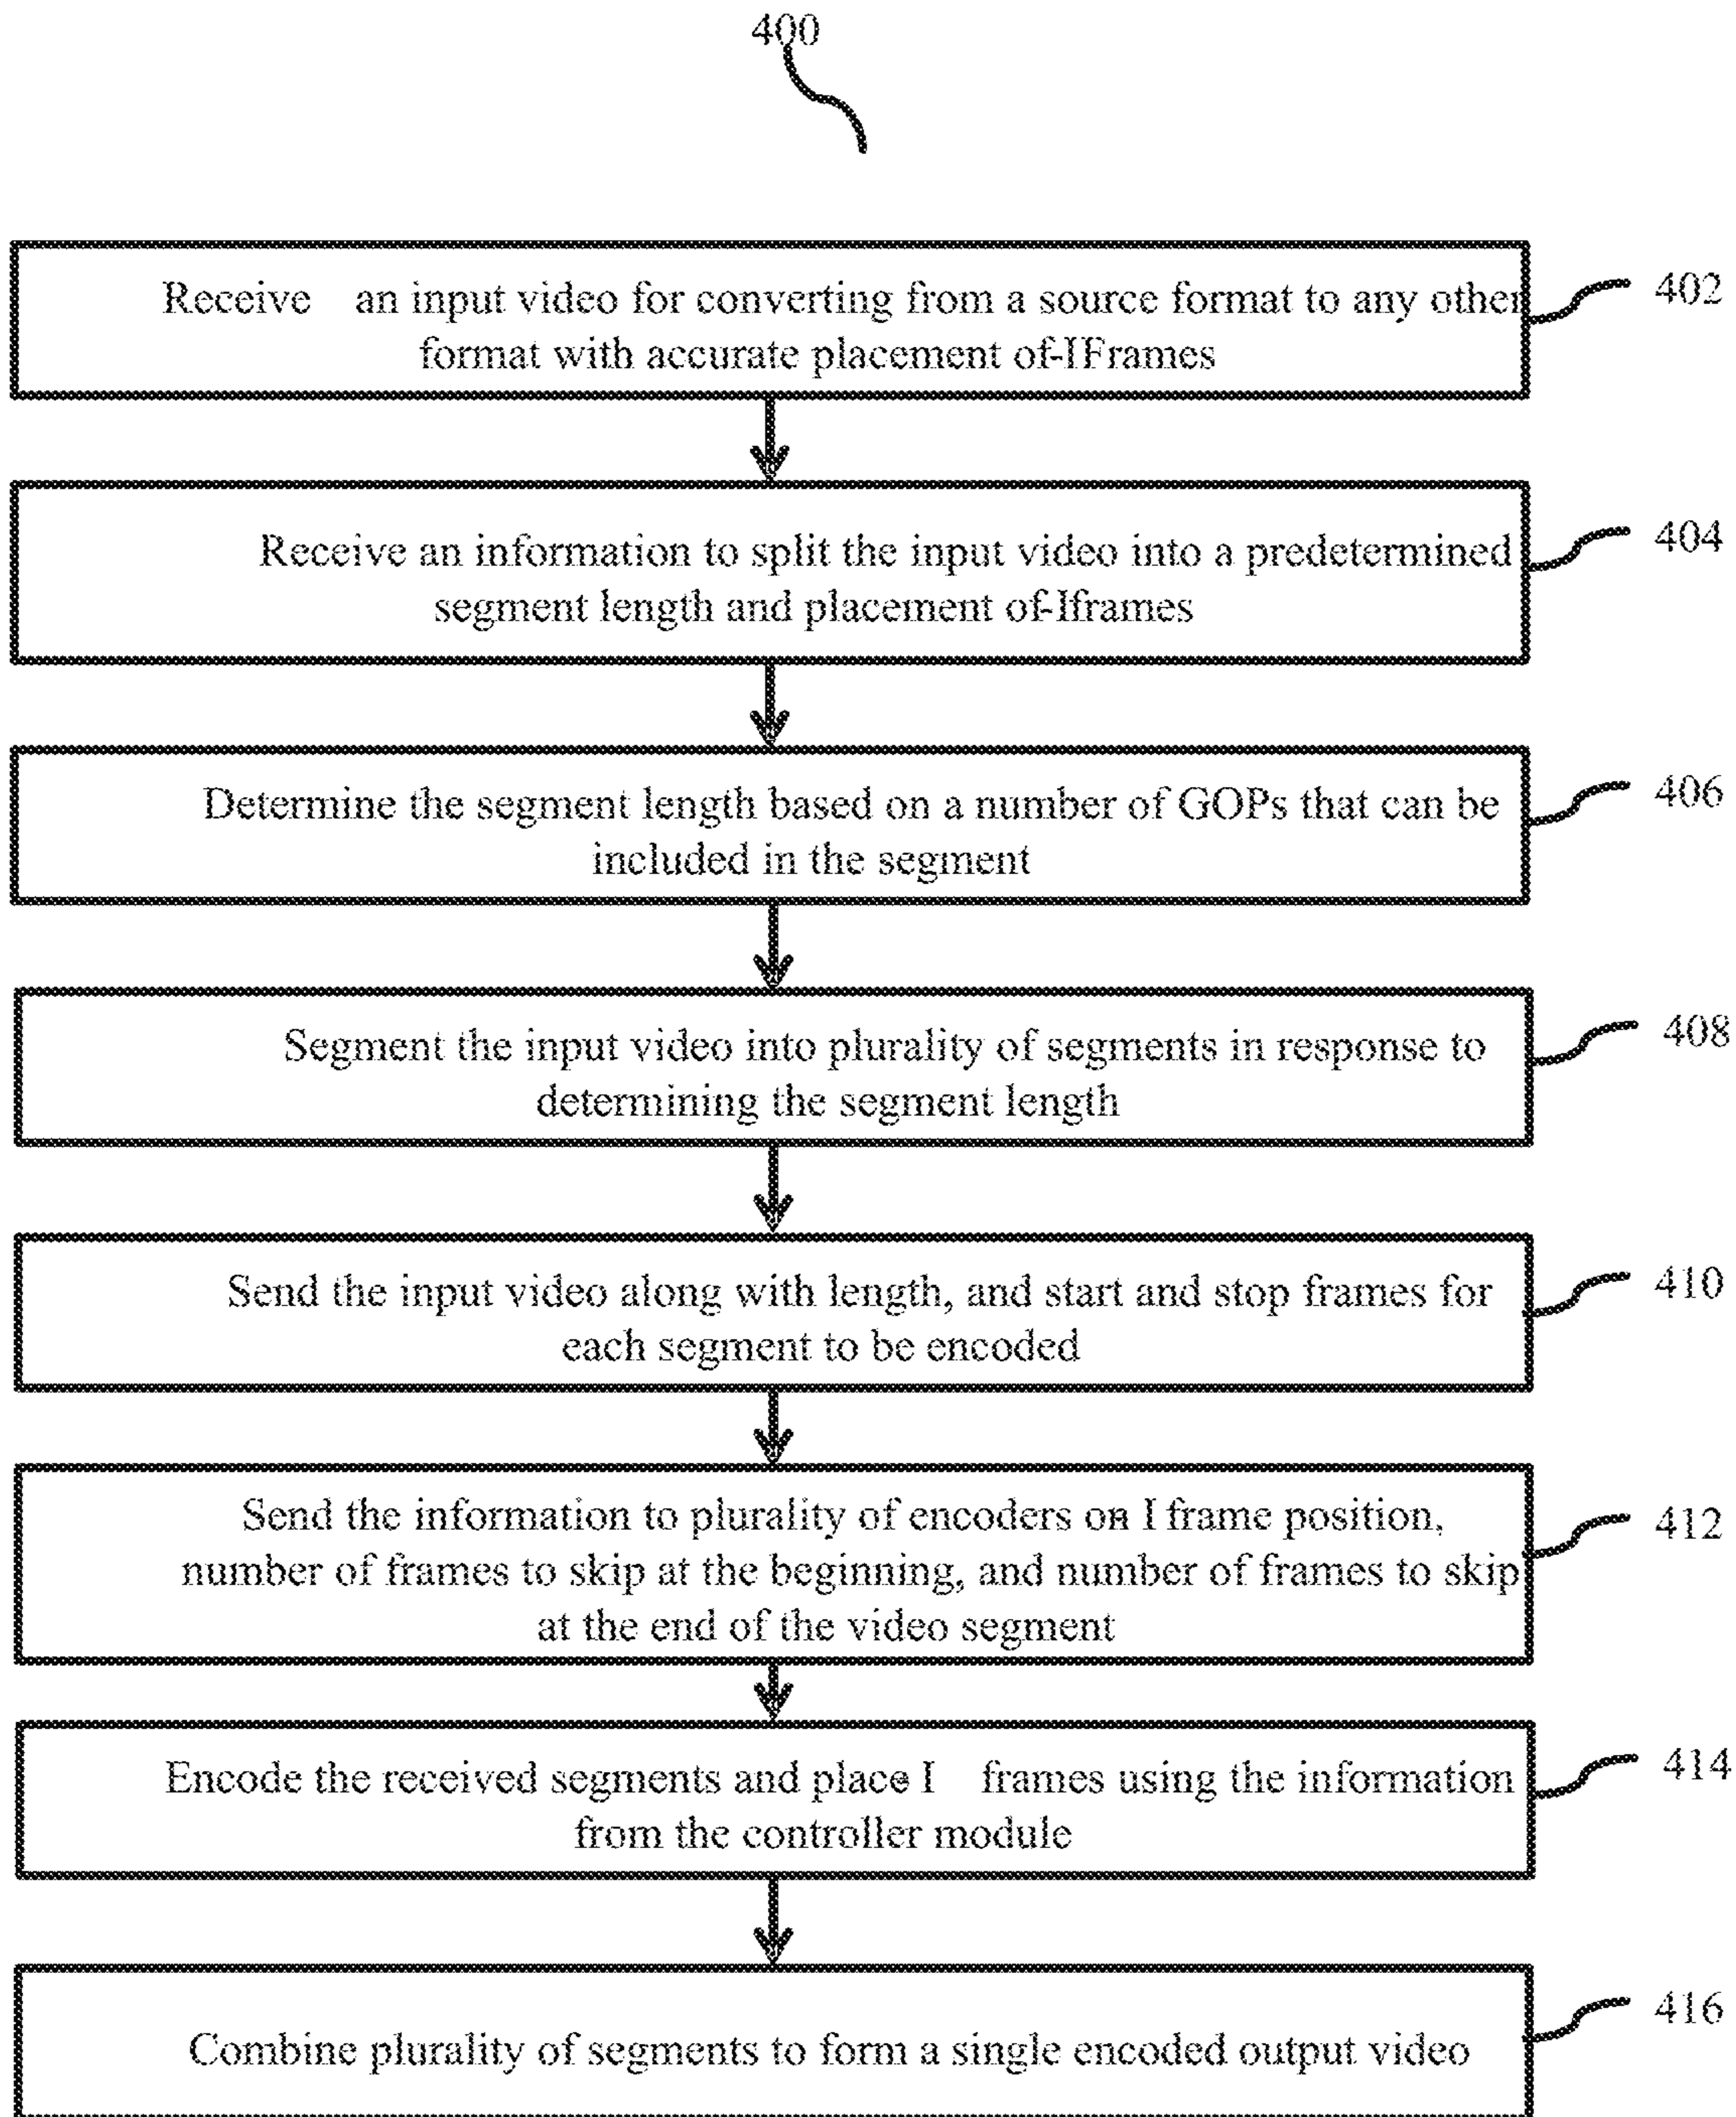 400
Receive an input video for converting from a source format to any other
402
format with accurate placement of-IFrames
Receive an information to split the input video into a predetermined
404
segment length and placement of-Iframes
Determine the segment length based on a number of GOPs that can be
406
included in the segment
Segment the input video into plurality of segments in response to
408
determining the segment length
Send the input video along with length, and start and stop frames for
410
each segment to be encoded
Send the information to plurality of encoders on I frame position,
412
number of frames to skip at the beginning, and number of frames to skip
at the end of the video segment
Encode the received segments and place I frames using the information
414
from the controller module
Combine plurality of segments to form a single encoded output video
416